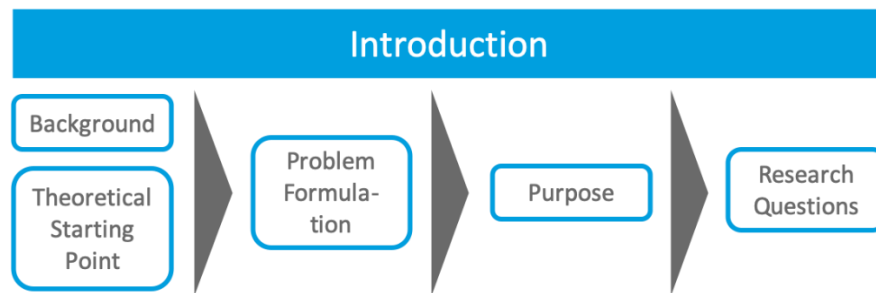 Introduction
Background
Theoretical
Starting
Point
Problem
Formula-
tion
Purpose
Research
Questions